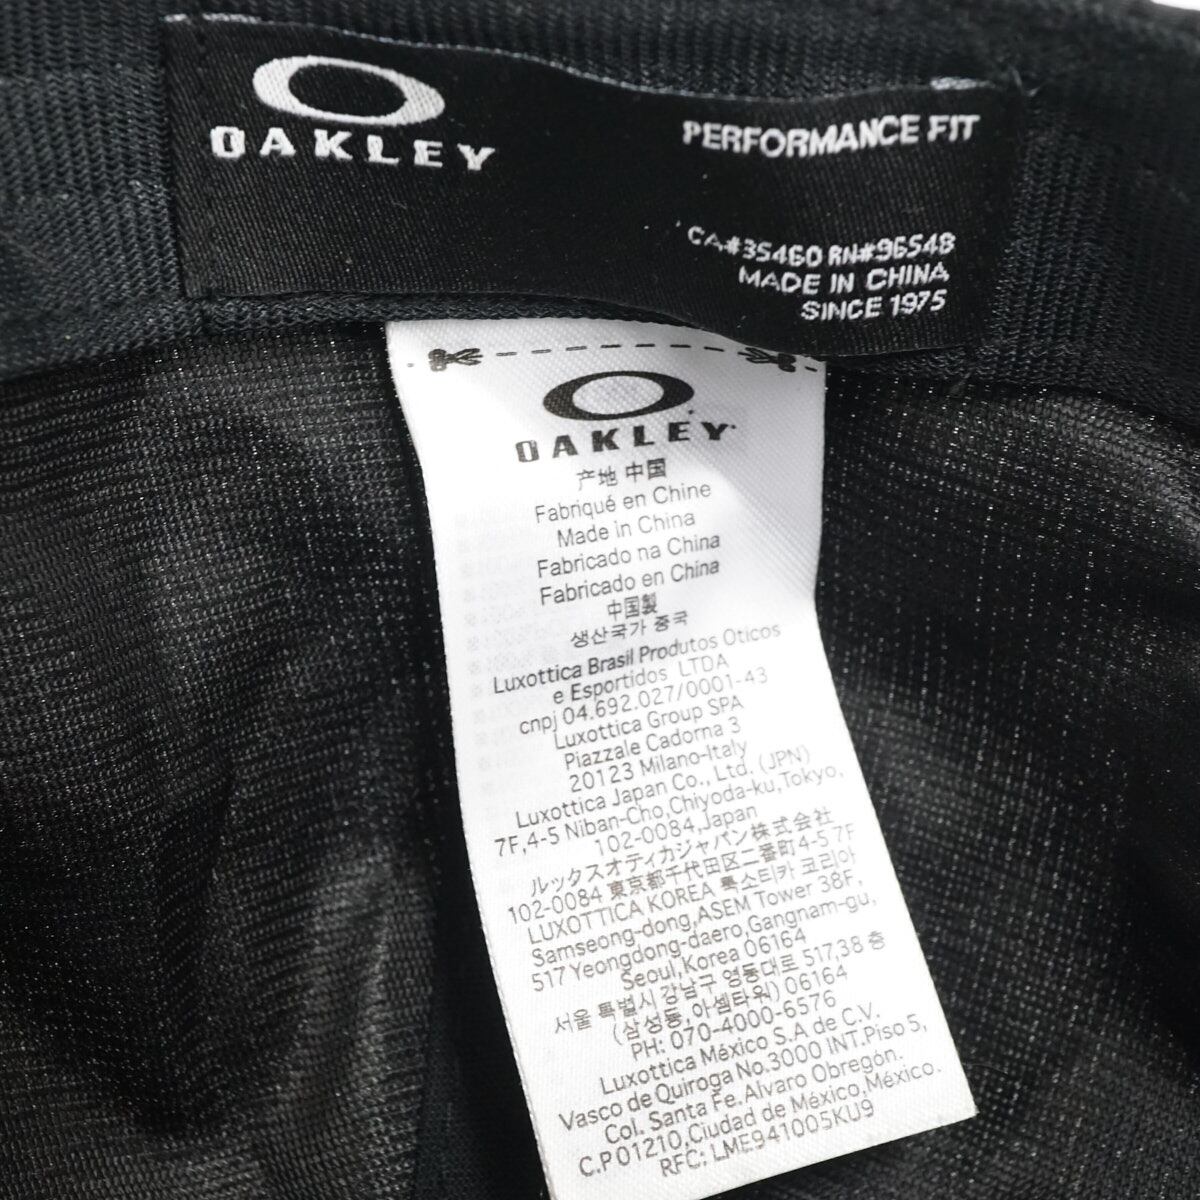 OAKLEY
PERFORMANCE FIT
CA#35460 RN#96548
MADE IN CHINA
SINCE 1975
OAKLEY
产地 中国
Fabriqué en Chine
Made in China
Fabricado na China
Fabricado en China
中国製
생산국가 중국
Luxottica Brasil Produtos Oticos
e Esportidos LTDA
cnpj 04.692.027/0001-43
Luxottica Group SPA
Piazzale Cadorna 3
20123 Milano-Italy
Luxottica Japan Co., Ltd. (JPN)
7F,4-5 Niban-Cho,Chiyoda-ku,Tokyo,
102-0084,Japan
ルックスオティカジャパン株式会社
102-0084 東京都千代田区二番町4-5 7F
LUXOTTICA KOREA 룩소티카 코리아
Samseong-dong,ASEM Tower 38F,
517 Yeongdong-daero,Gangnam-gu,
Seoul,Korea 06164
서울 특별시 강남구 영동대로 517,38 층
(삼성동,아셈타워) 06164
PH: 070-4000-6576
Luxottica México S.A de C.V.
Vasco de Quiroga No.3000 INT.Piso 5,
Col. Santa Fe. Alvaro Obregón.
C.P 01210,Ciudad de México,México.
RFC: LME941005KU9